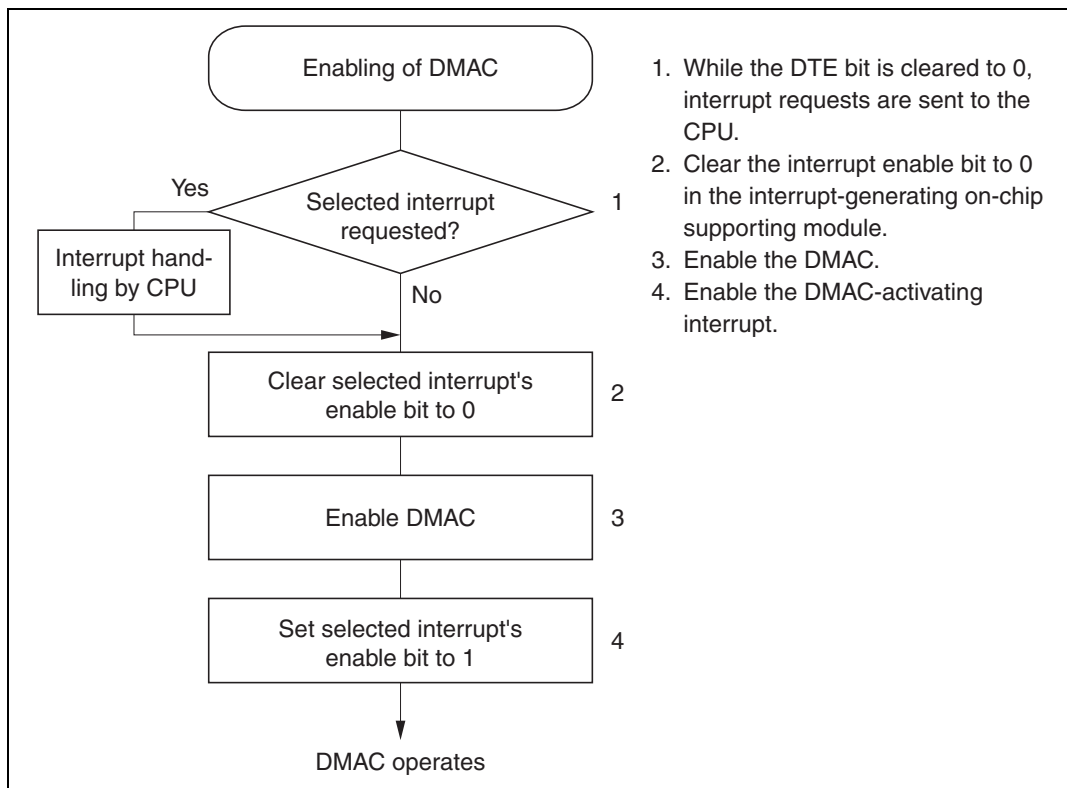 Enabling of DMAC
Selected interrupt
requested?
1
Yes
No
Interrupt hand-
ling by CPU
Clear selected interrupt's
enable bit to 0
2
Enable DMAC
3
Set selected interrupt's
enable bit to 1
4
DMAC operates
1. While the DTE bit is cleared to 0,
interrupt requests are sent to the
CPU.
2. Clear the interrupt enable bit to 0
in the interrupt-generating on-chip
supporting module.
3. Enable the DMAC.
4. Enable the DMAC-activating
interrupt.